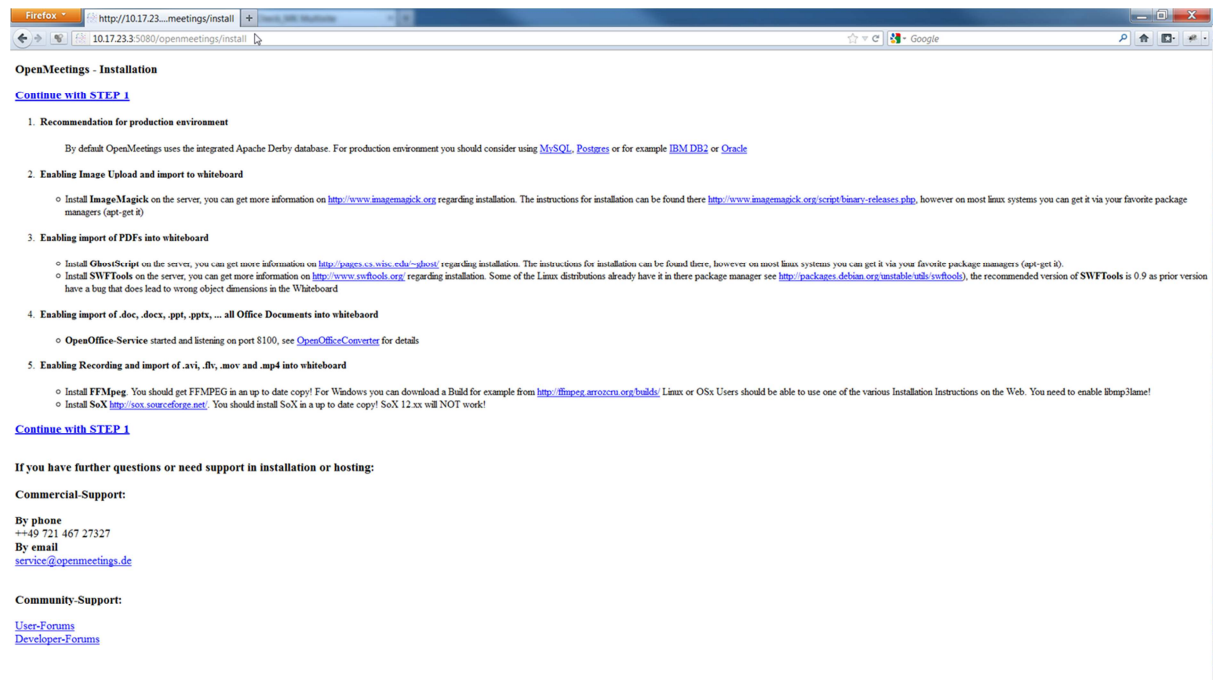 Firefox
http://10.17.23....meetings/install
10.17.23.3:5080/openmeetings/install
Google
OpenMeetings - Installation
Continue with STEP 1
1. Recommendation for production environment
By default OpenMeetings uses the integrated Apache Derby database. For production environment you should consider using MySQL, Postgres or for example IBM DB2 or Oracle
2. Enabling Image Upload and import to whiteboard
Install ImageMagick on the server, you can get more information on http://www.imagemagick.org regarding installation. The instructions for installation can be found there http://www.imagemagick.org/script/binary-releases.php, however on most linux systems you can get it via your favorite package
managers (apt-get it)
3. Enabling import of PDFs into whiteboard
Install GhostScript on the server, you can get more information on http://pages.cs.wisc.edu/~ghost/ regarding installation. The instructions for installation can be found there, however on most linux systems you can get it via your favorite package managers (apt-get it).
Install SWFTools on the server, you can get more information on http://www.swftools.org/ regarding installation. Some of the Linux distributions already have it in there package manager see http://packages.debian.org/unstable/utils/swftools), the recommended version of SWFTools is 0.9 as prior version
have a bug that does lead to wrong object dimensions in the Whiteboard
4. Enabling import of .doc, .docx, .ppt, .pptx, ... all Office Documents into whitebaord
OpenOffice-Service started and listening on port 8100, see OpenOfficeConverter for details
5. Enabling Recording and import of .avi, .flv, .mov and .mp4 into whiteboard
Install FFMpeg. You should get FFMPEG in an up to date copy! For Windows you can download a Build for example from http://ffmpeg.arrozcru.org/builds/ Linux or OSx Users should be able to use one of the various Installation Instructions on the Web. You need to enable libmp3lame!
Install SoX http://sox.sourceforge.net/. You should install SoX in a up to date copy! SoX 12.xx will NOT work!
Continue with STEP 1
If you have further questions or need support in installation or hosting:
Commercial-Support:
By phone
++49 721 467 27327
By email
service@openmeetings.de
Community-Support:
User-Forums
Developer-Forums